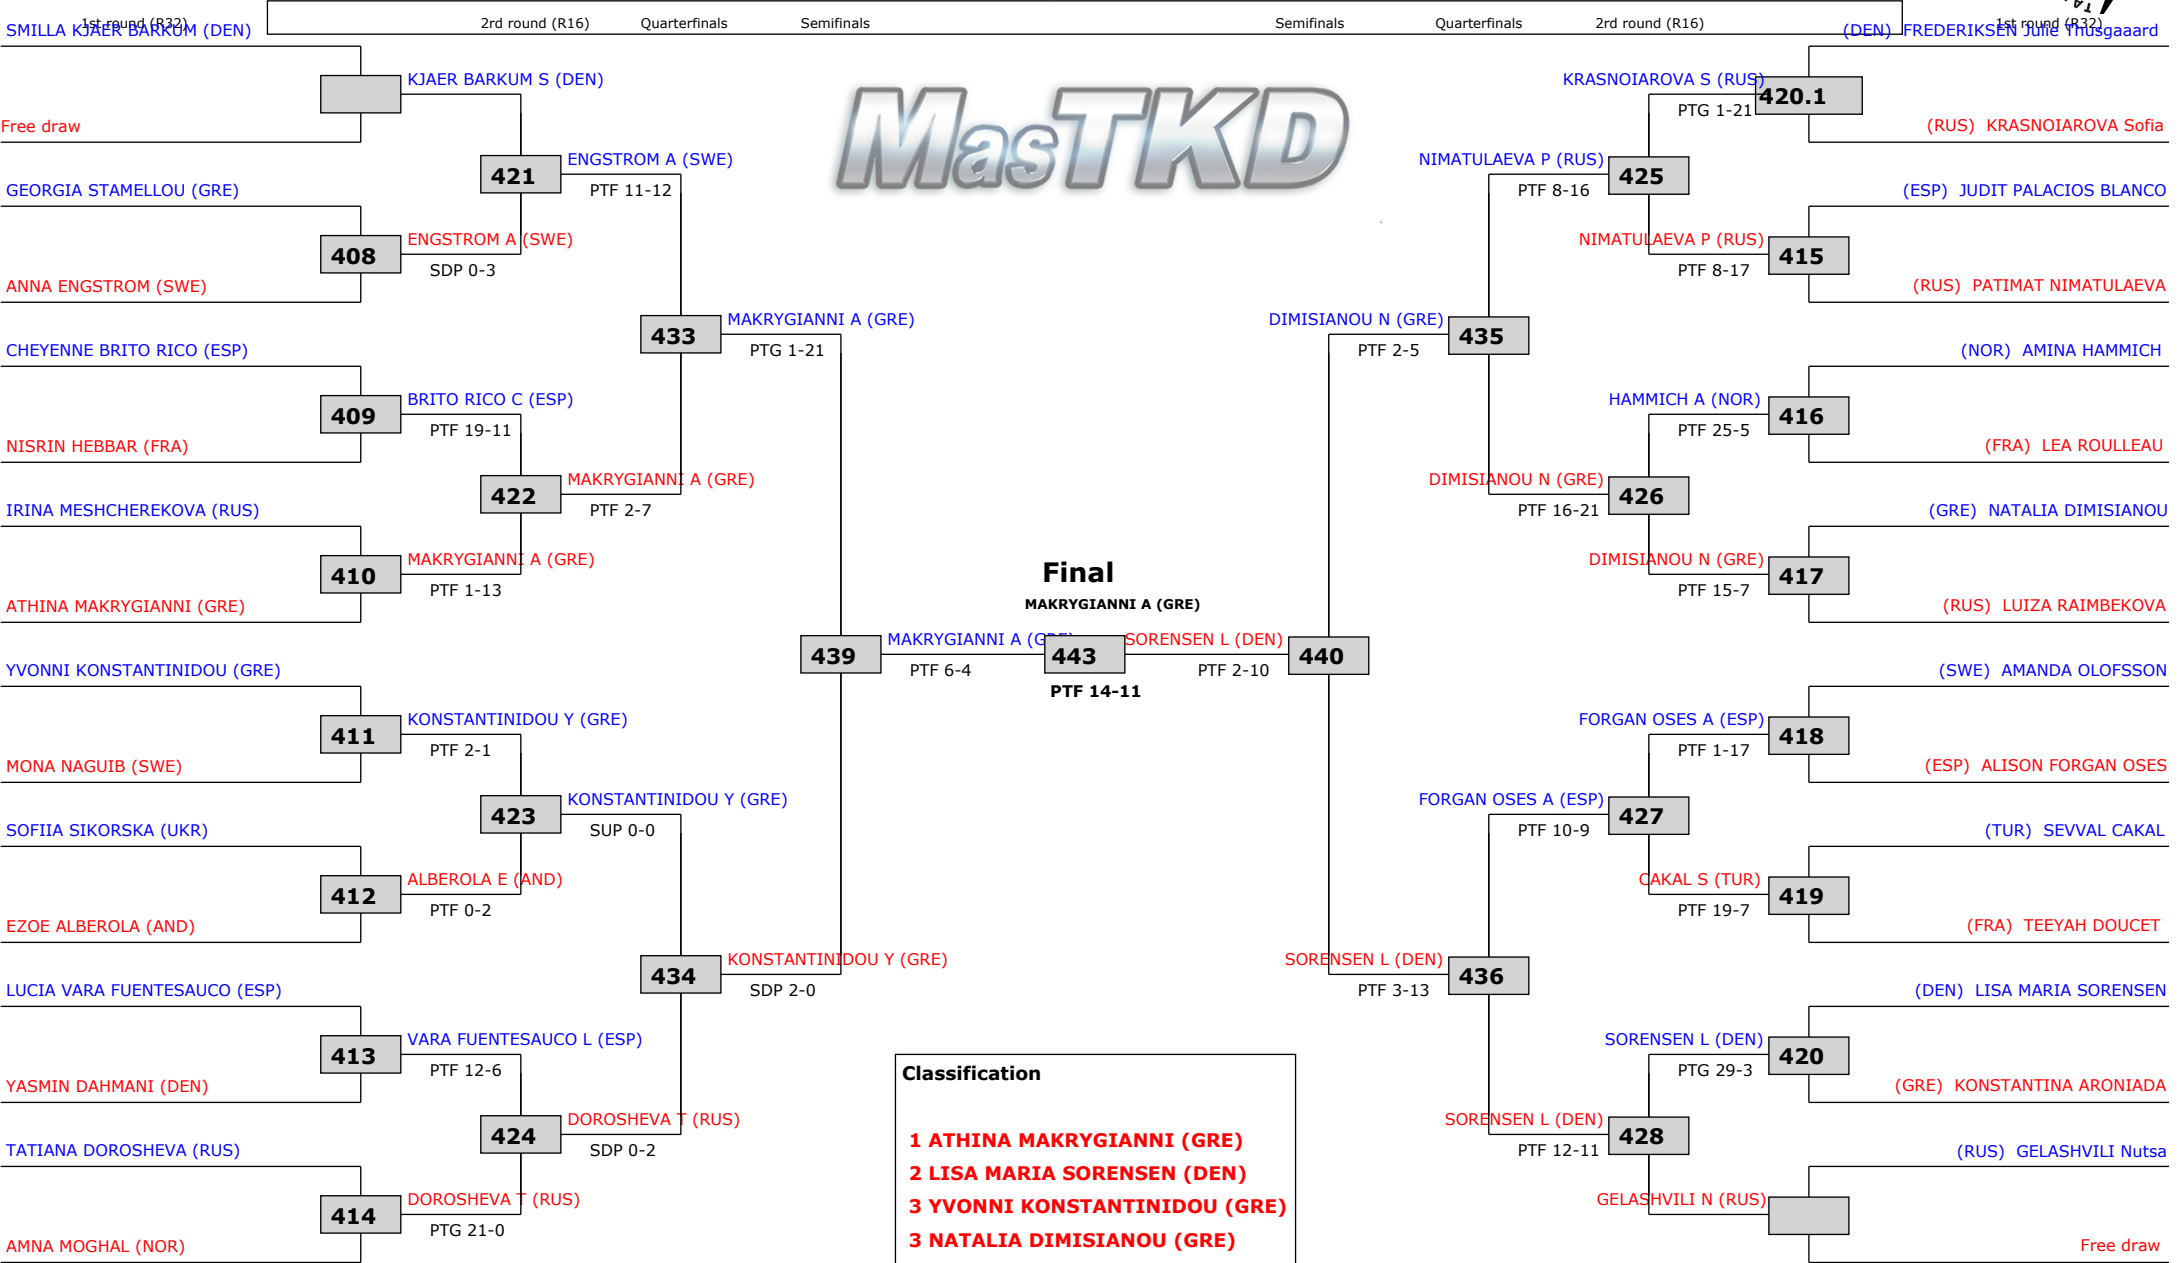 1st round (R32)
2rd round (R16)
Quarterfinals
Semifinals
Semifinals
Quarterfinals
2rd round (R16)
1st round (R32)
SMILLA KJAER BARKUM (DEN)
Free draw
GEORGIA STAMELLOU (GRE)
ANNA ENGSTROM (SWE)
CHEYENNE BRITO RICO (ESP)
NISRIN HEBBAR (FRA)
IRINA MESHCHEREKOVA (RUS)
ATHINA MAKRYGIANNI (GRE)
YVONNI KONSTANTINIDOU (GRE)
MONA NAGUIB (SWE)
SOFIIA SIKORSKA (UKR)
EZOE ALBEROLA (AND)
LUCIA VARA FUENTESAUCO (ESP)
YASMIN DAHMANI (DEN)
TATIANA DOROSHEVA (RUS)
AMNA MOGHAL (NOR)
KJAER BARKUM S (DEN)
408
ENGSTROM A (SWE)
SDP 0-3
409
BRITO RICO C (ESP)
PTF 19-11
410
MAKRYGIANNI A (GRE)
PTF 1-13
411
KONSTANTINIDOU Y (GRE)
PTF 2-1
412
ALBEROLA E (AND)
PTF 0-2
413
VARA FUENTESAUCO L (ESP)
PTF 12-6
414
DOROSHEVA T (RUS)
PTG 21-0
421
ENGSTROM A (SWE)
PTF 11-12
422
MAKRYGIANNI A (GRE)
PTF 2-7
423
KONSTANTINIDOU Y (GRE)
SUP 0-0
424
DOROSHEVA T (RUS)
SDP 0-2
433
MAKRYGIANNI A (GRE)
PTG 1-21
434
KONSTANTINIDOU Y (GRE)
SDP 2-0
439
MAKRYGIANNI A (GRE)
PTF 6-4
MasTKD
Final
MAKRYGIANNI A (GRE)
443
PTF 14-11
SORENSEN L (DEN)
PTF 2-10
440
DIMISIANOU N (GRE)
PTF 2-5
435
SORENSEN L (DEN)
PTF 3-13
436
NIMATULAEVA P (RUS)
PTF 8-16
425
DIMISIANOU N (GRE)
PTF 16-21
426
FORGAN OSES A (ESP)
PTF 10-9
427
SORENSEN L (DEN)
PTF 12-11
428
KRASNOIAROVA S (RUS)
PTG 1-21
420.1
NIMATULAEVA P (RUS)
PTF 8-17
415
HAMMICH A (NOR)
PTF 25-5
416
DIMISIANOU N (GRE)
PTF 15-7
417
FORGAN OSES A (ESP)
PTF 1-17
418
CAKAL S (TUR)
PTF 19-7
419
SORENSEN L (DEN)
PTG 29-3
420
GELASHVILI N (RUS)
(DEN) FREDERIKSEN Julie Thusgaaard
(RUS) KRASNOIAROVA Sofia
(ESP) JUDIT PALACIOS BLANCO
(RUS) PATIMAT NIMATULAEVA
(NOR) AMINA HAMMICH
(FRA) LEA ROULLEAU
(GRE) NATALIA DIMISIANOU
(RUS) LUIZA RAIMBEKOVA
(SWE) AMANDA OLOFSSON
(ESP) ALISON FORGAN OSES
(TUR) SEVVAL CAKAL
(FRA) TEEYAH DOUCET
(DEN) LISA MARIA SORENSEN
(GRE) KONSTANTINA ARONIADA
(RUS) GELASHVILI Nutsa
Free draw
Classification
1 ATHINA MAKRYGIANNI (GRE)
2 LISA MARIA SORENSEN (DEN)
3 YVONNI KONSTANTINIDOU (GRE)
3 NATALIA DIMISIANOU (GRE)